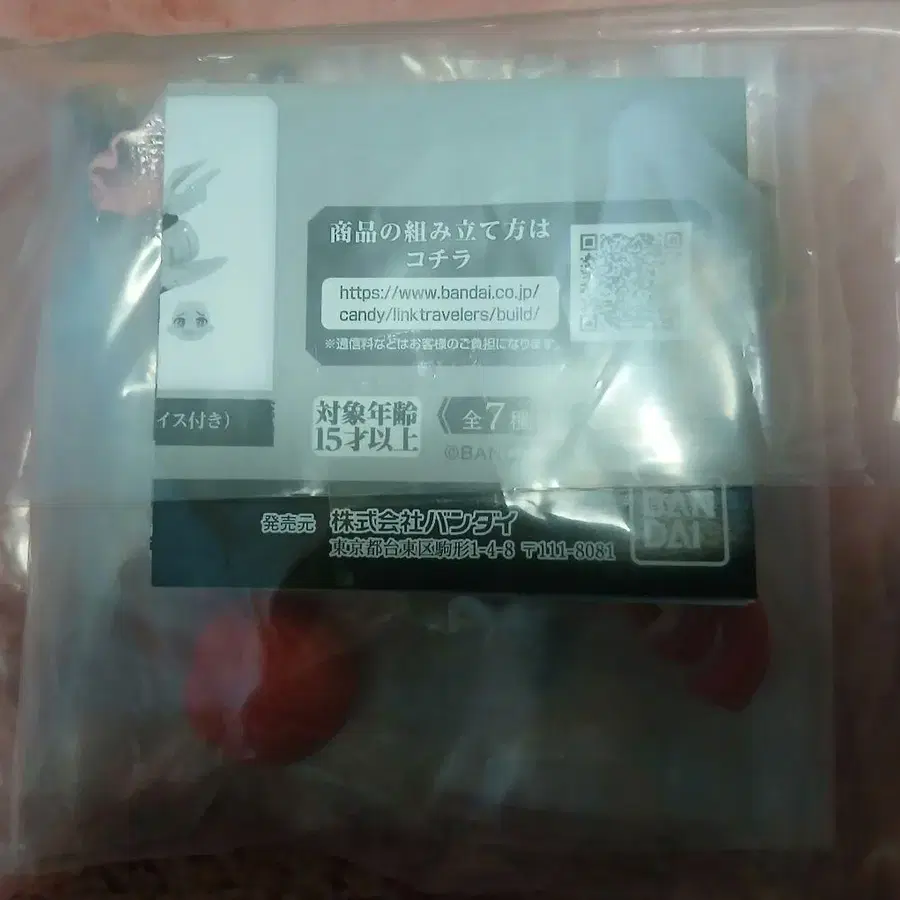 商品の組み立て方は
コチラ
https://www.bandai.co.jp/
candy/linktravelers/build/
※通信料などはお客様のご負担になります。
イス付き)
対象年齢
15才以上
全7種
©BAN
発売元 株式会社バンダイ
東京都台東区駒形1-4-8 〒111-8081
BAN
DAI